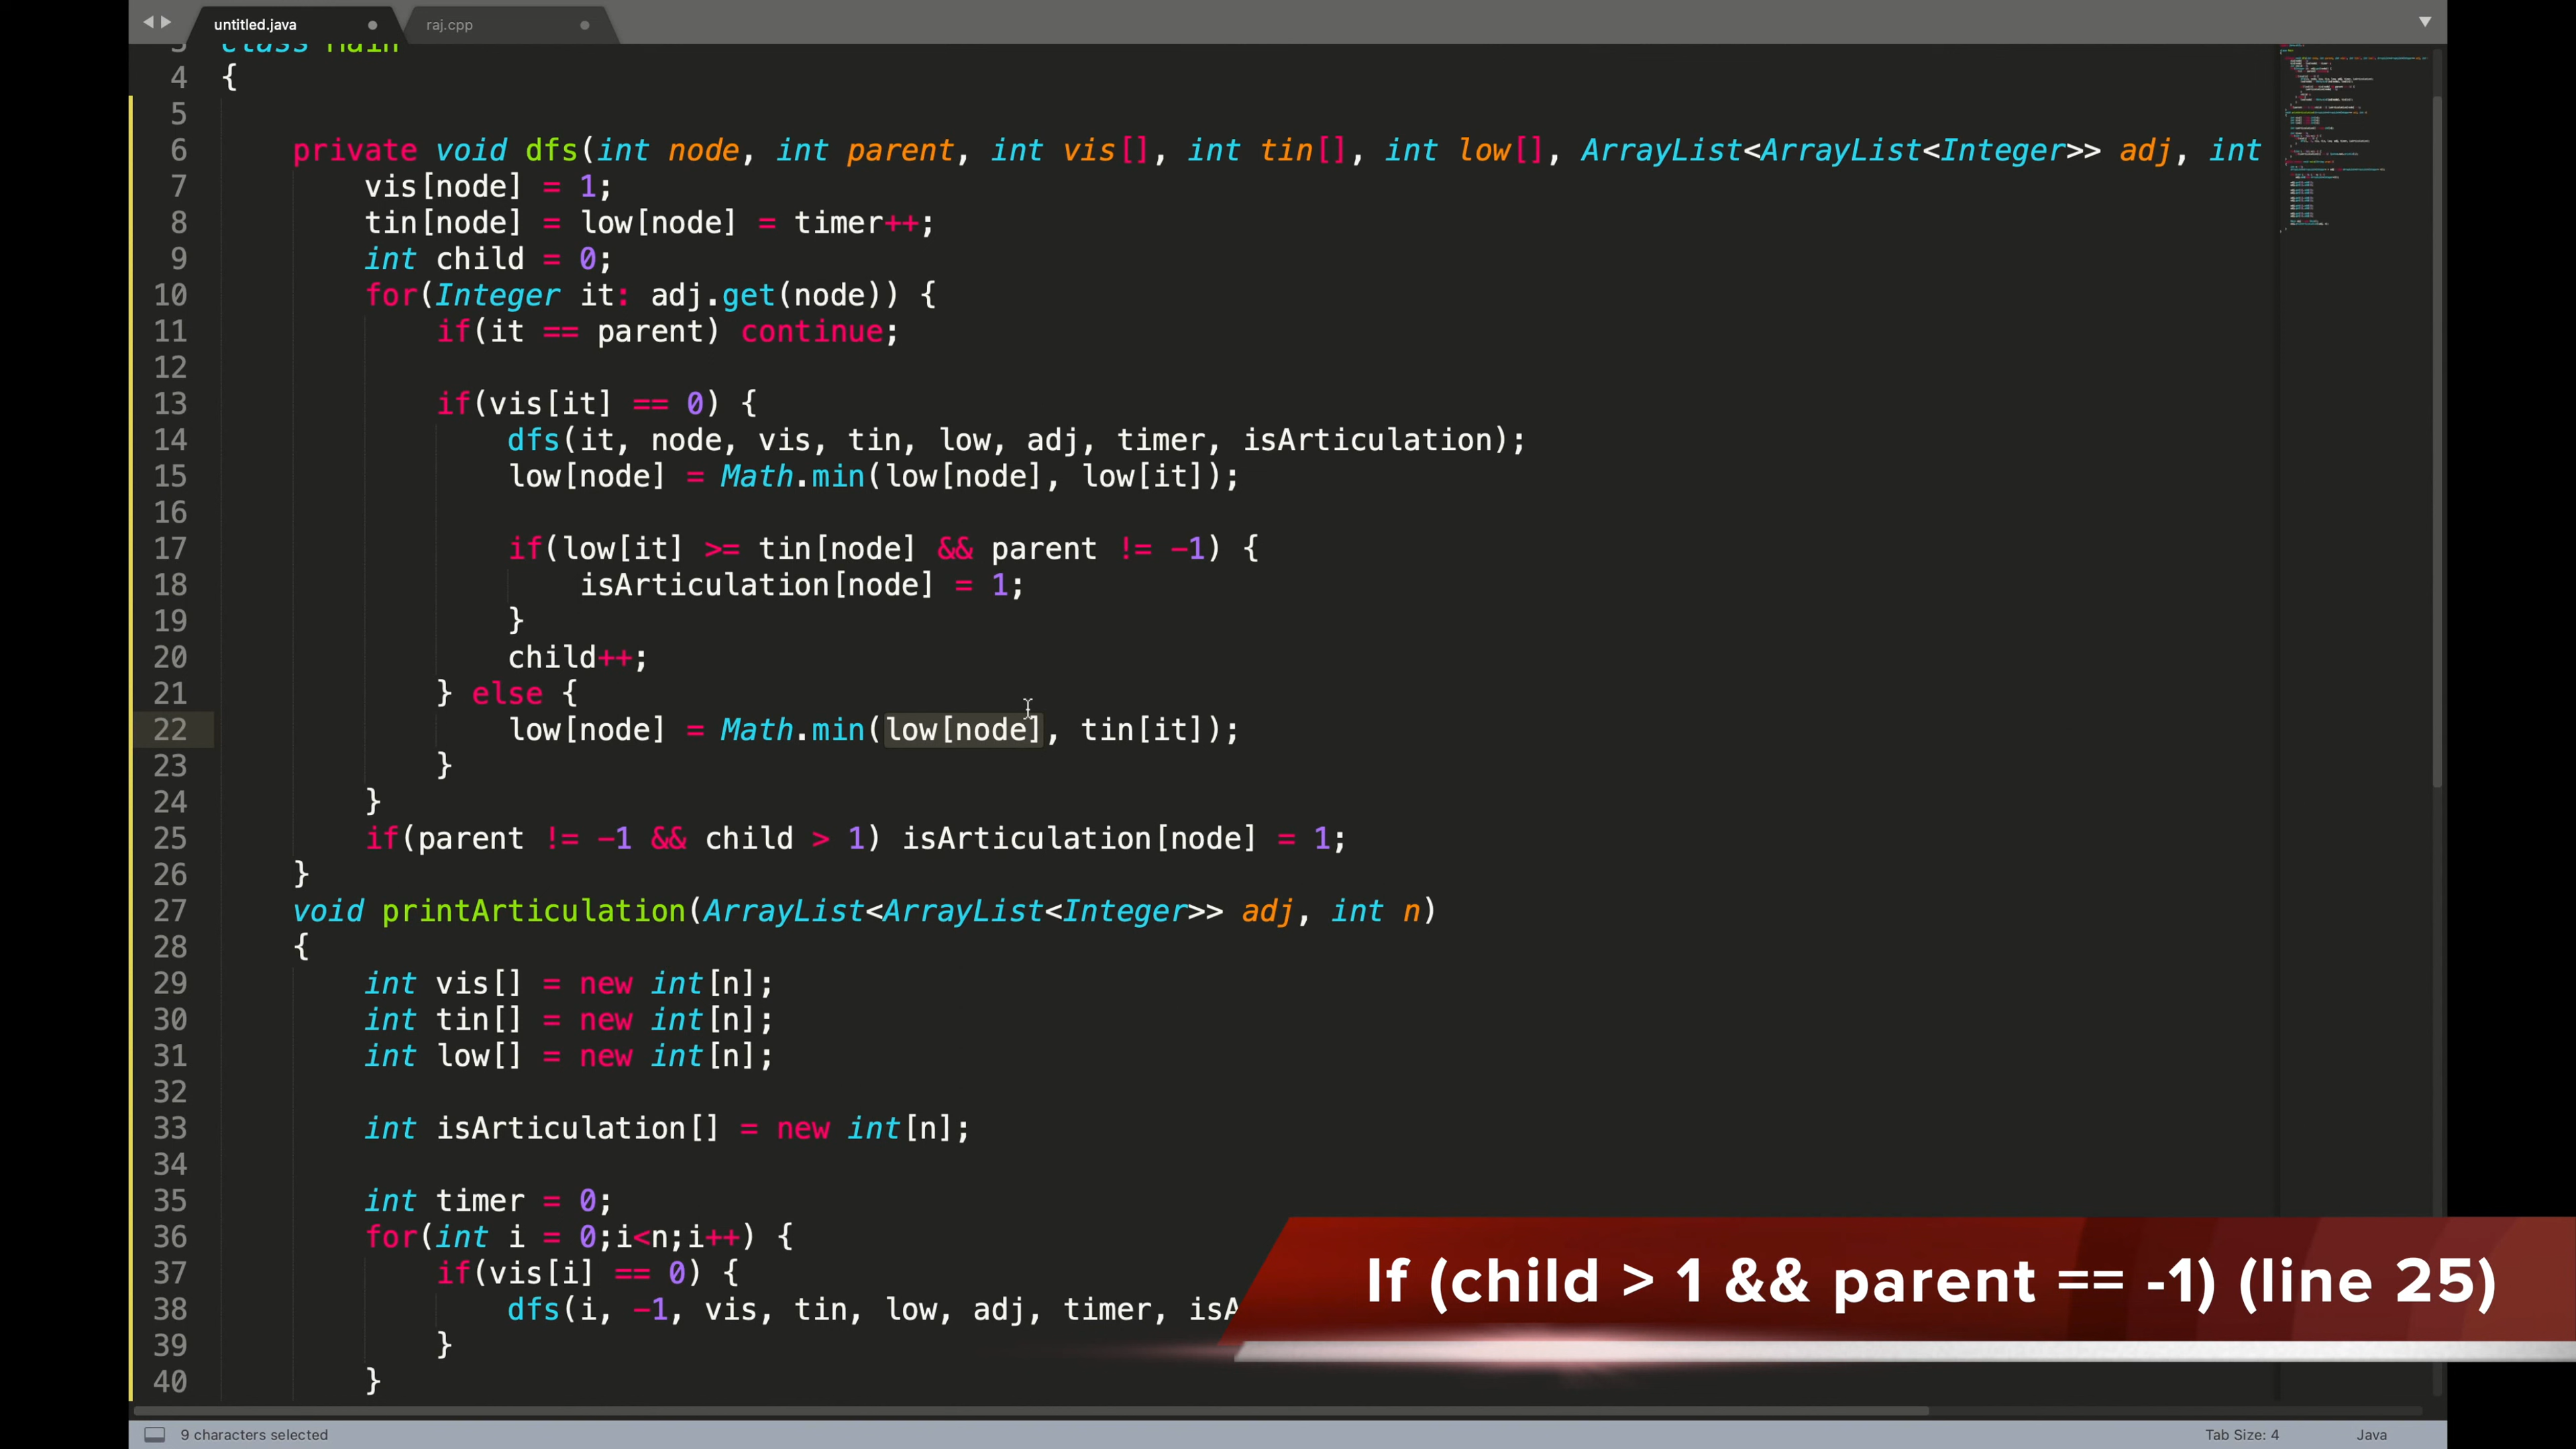 untitled.java
raj.cpp
3 class Main
4 {
5
6 private void dfs(int node, int parent, int vis[], int tin[], int low[], ArrayList<ArrayList<Integer>> adj, int
7 vis[node] = 1;
8 tin[node] = low[node] = timer++;
9 int child = 0;
10 for(Integer it: adj.get(node)) {
11 if(it == parent) continue;
12
13 if(vis[it] == 0) {
14 dfs(it, node, vis, tin, low, adj, timer, isArticulation);
15 low[node] = Math.min(low[node], low[it]);
16
17 if(low[it] >= tin[node] && parent != -1) {
18 isArticulation[node] = 1;
19 }
20 child++;
21 } else {
22 low[node] = Math.min(low[node], tin[it]);
23 }
24 }
25 if(parent != -1 && child > 1) isArticulation[node] = 1;
26 }
27 void printArticulation(ArrayList<ArrayList<Integer>> adj, int n)
28 {
29 int vis[] = new int[n];
30 int tin[] = new int[n];
31 int low[] = new int[n];
32
33 int isArticulation[] = new int[n];
34
35 int timer = 0;
36 for(int i = 0;i<n;i++) {
37 if(vis[i] == 0) {
38 dfs(i, -1, vis, tin, low, adj, timer, isA
39 }
40 }
If (child > 1 && parent == -1) (line 25)
9 characters selected
Tab Size: 4
Java